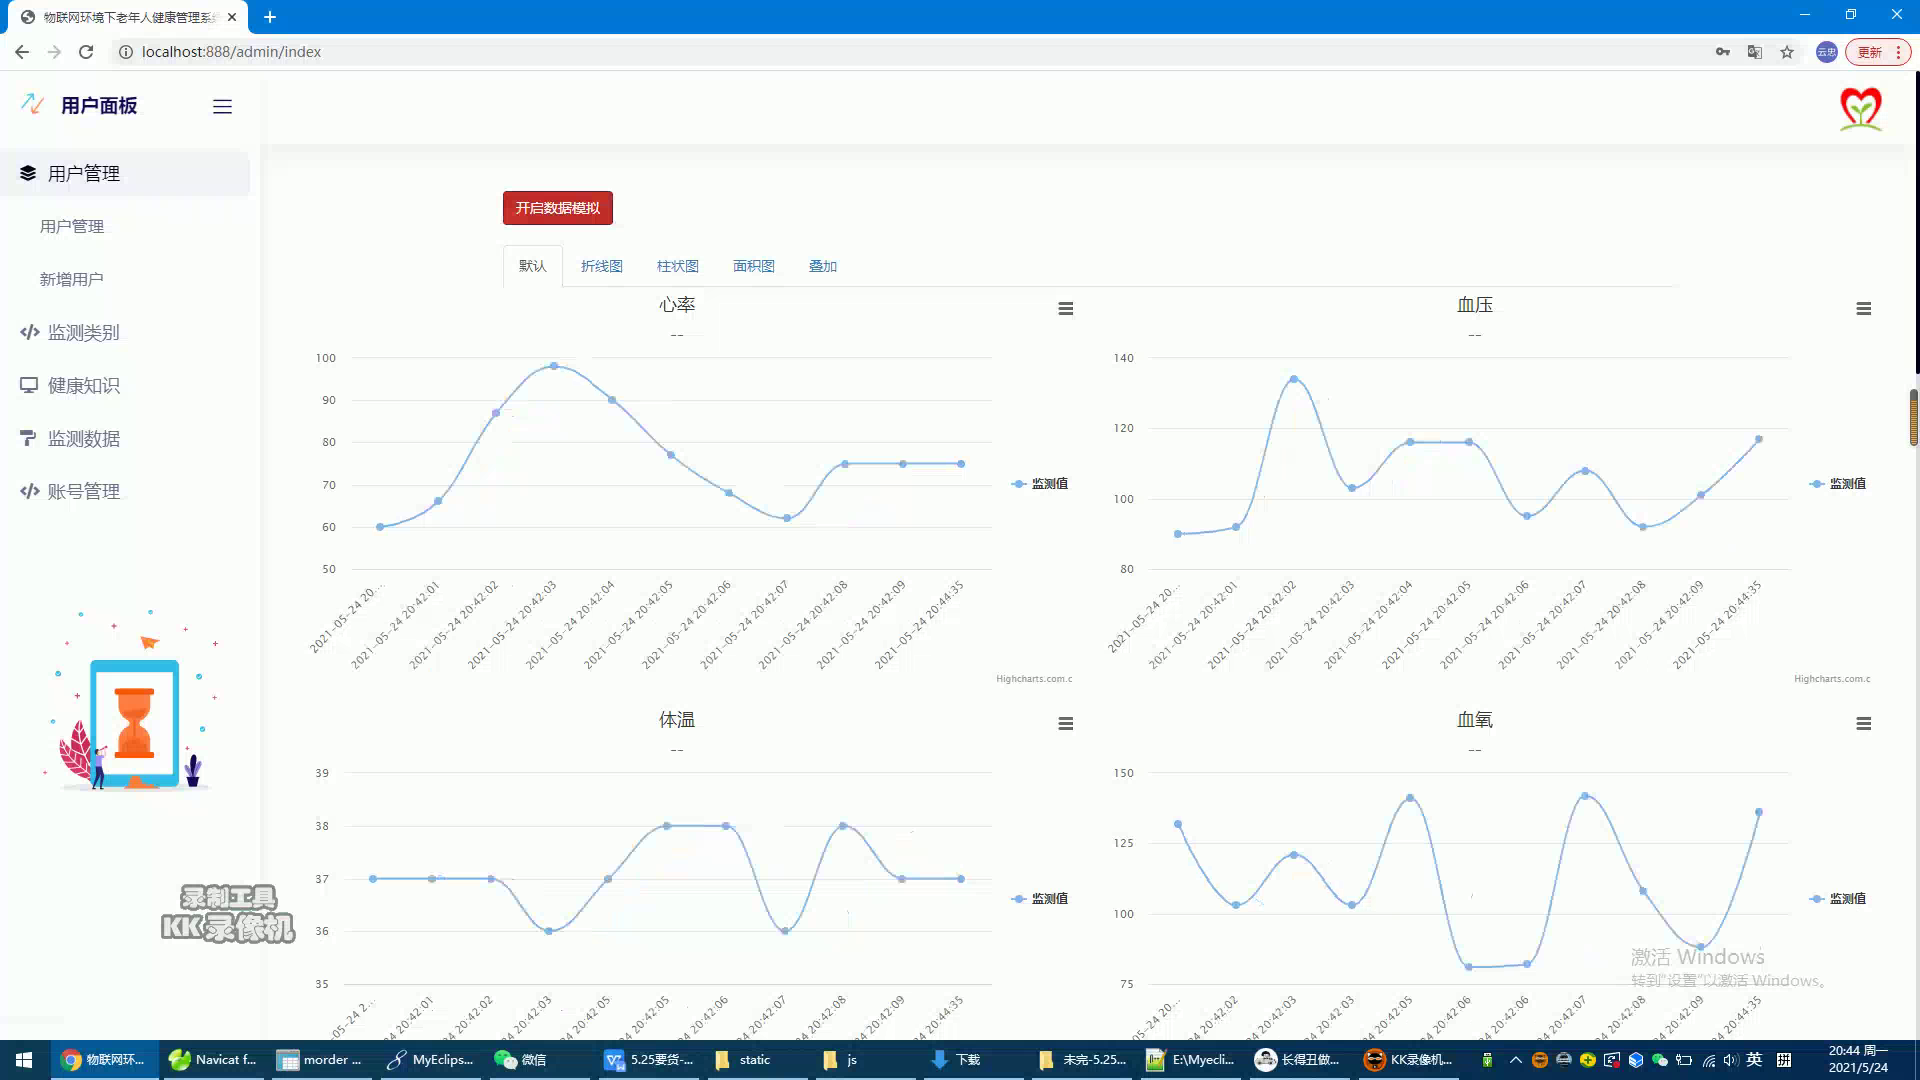 物联网环境下老年人健康管理系统
localhost:888/admin/index
云忠
更新
用户面板
用户管理
用户管理
新增用户
监测类别
健康知识
监测数据
账号管理
开启数据模拟
默认 折线图 柱状图 面积图 叠加
心率
--
100
90
80
70
60
50
监测值
2021-05-24 20... 2021-05-24 20:42:01 2021-05-24 20:42:02 2021-05-24 20:42:03 2021-05-24 20:42:04 2021-05-24 20:42:05 2021-05-24 20:42:06 2021-05-24 20:42:07 2021-05-24 20:42:08 2021-05-24 20:42:09 2021-05-24 20:44:35
Highcharts.com.c
血压
--
140
120
100
80
监测值
2021-05-24 20... 2021-05-24 20:42:01 2021-05-24 20:42:02 2021-05-24 20:42:03 2021-05-24 20:42:04 2021-05-24 20:42:05 2021-05-24 20:42:06 2021-05-24 20:42:07 2021-05-24 20:42:08 2021-05-24 20:42:09 2021-05-24 20:44:35
Highcharts.com.c
体温
--
39
38
37
36
35
监测值
-05-24 2... 24 20:42:01 24 20:42:02 24 20:42:03 24 20:42:05 24 20:42:05 24 20:42:06 24 20:42:07 24 20:42:08 24 20:42:09 24 20:44:35
血氧
--
150
125
100
75
监测值
-05-24 20... 24 20:42:02 24 20:42:03 24 20:42:03 24 20:42:05 24 20:42:06 24 20:42:06 24 20:42:07 24 20:42:08 24 20:42:09 24 20:44:35
录制工具
KK录像机
激活 Windows
转到"设置"以激活 Windows。
物联网环... Navicat f... morder ... MyEclips... 微信 5.25要货-... static js 下载 未完-5.25... E:\Myecli... 长得丑做... KK录像机... 英 拼
20:44 周一
2021/5/24